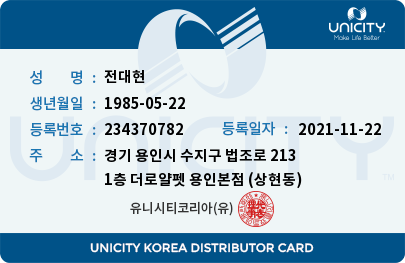 UNICITY
Make Life Better
성 명 : 전대현
생년월일 : 1985-05-22
등록번호 : 234370782 등록일자 : 2021-11-22
주 소 : 경기 용인시 수지구 법조로 213
1층 더로얄펫 용인본점 (상현동)
유니시티코리아(유)
UNICITY
UNICITY KOREA DISTRIBUTOR CARD